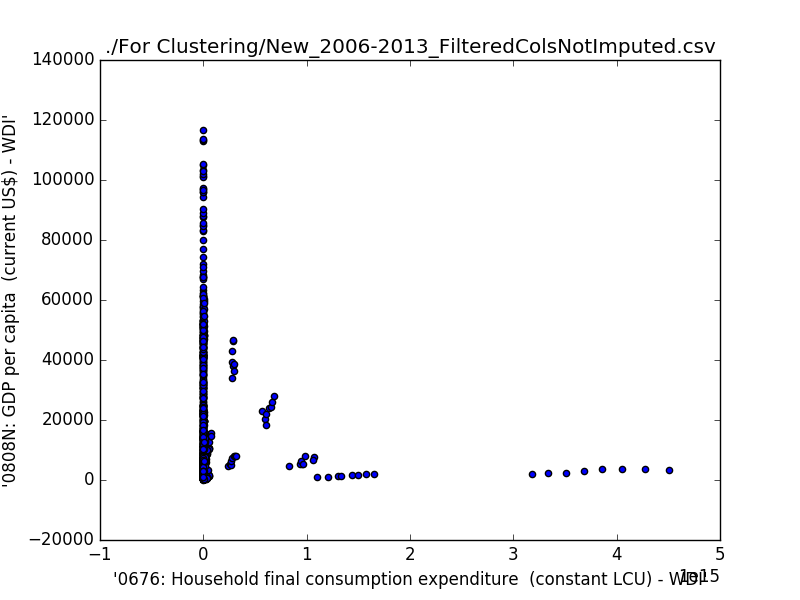 ./For Clustering/New_2006-2013_FilteredColsNotImputed.csv
140000
120000
100000
80000
60000
40000
20000
0
−20000
'0808N: GDP per capita  (current US$) - WDI'
−1 0 1 2 3 4 5
1e15
'0676: Household final consumption expenditure  (constant LCU) - WDI'